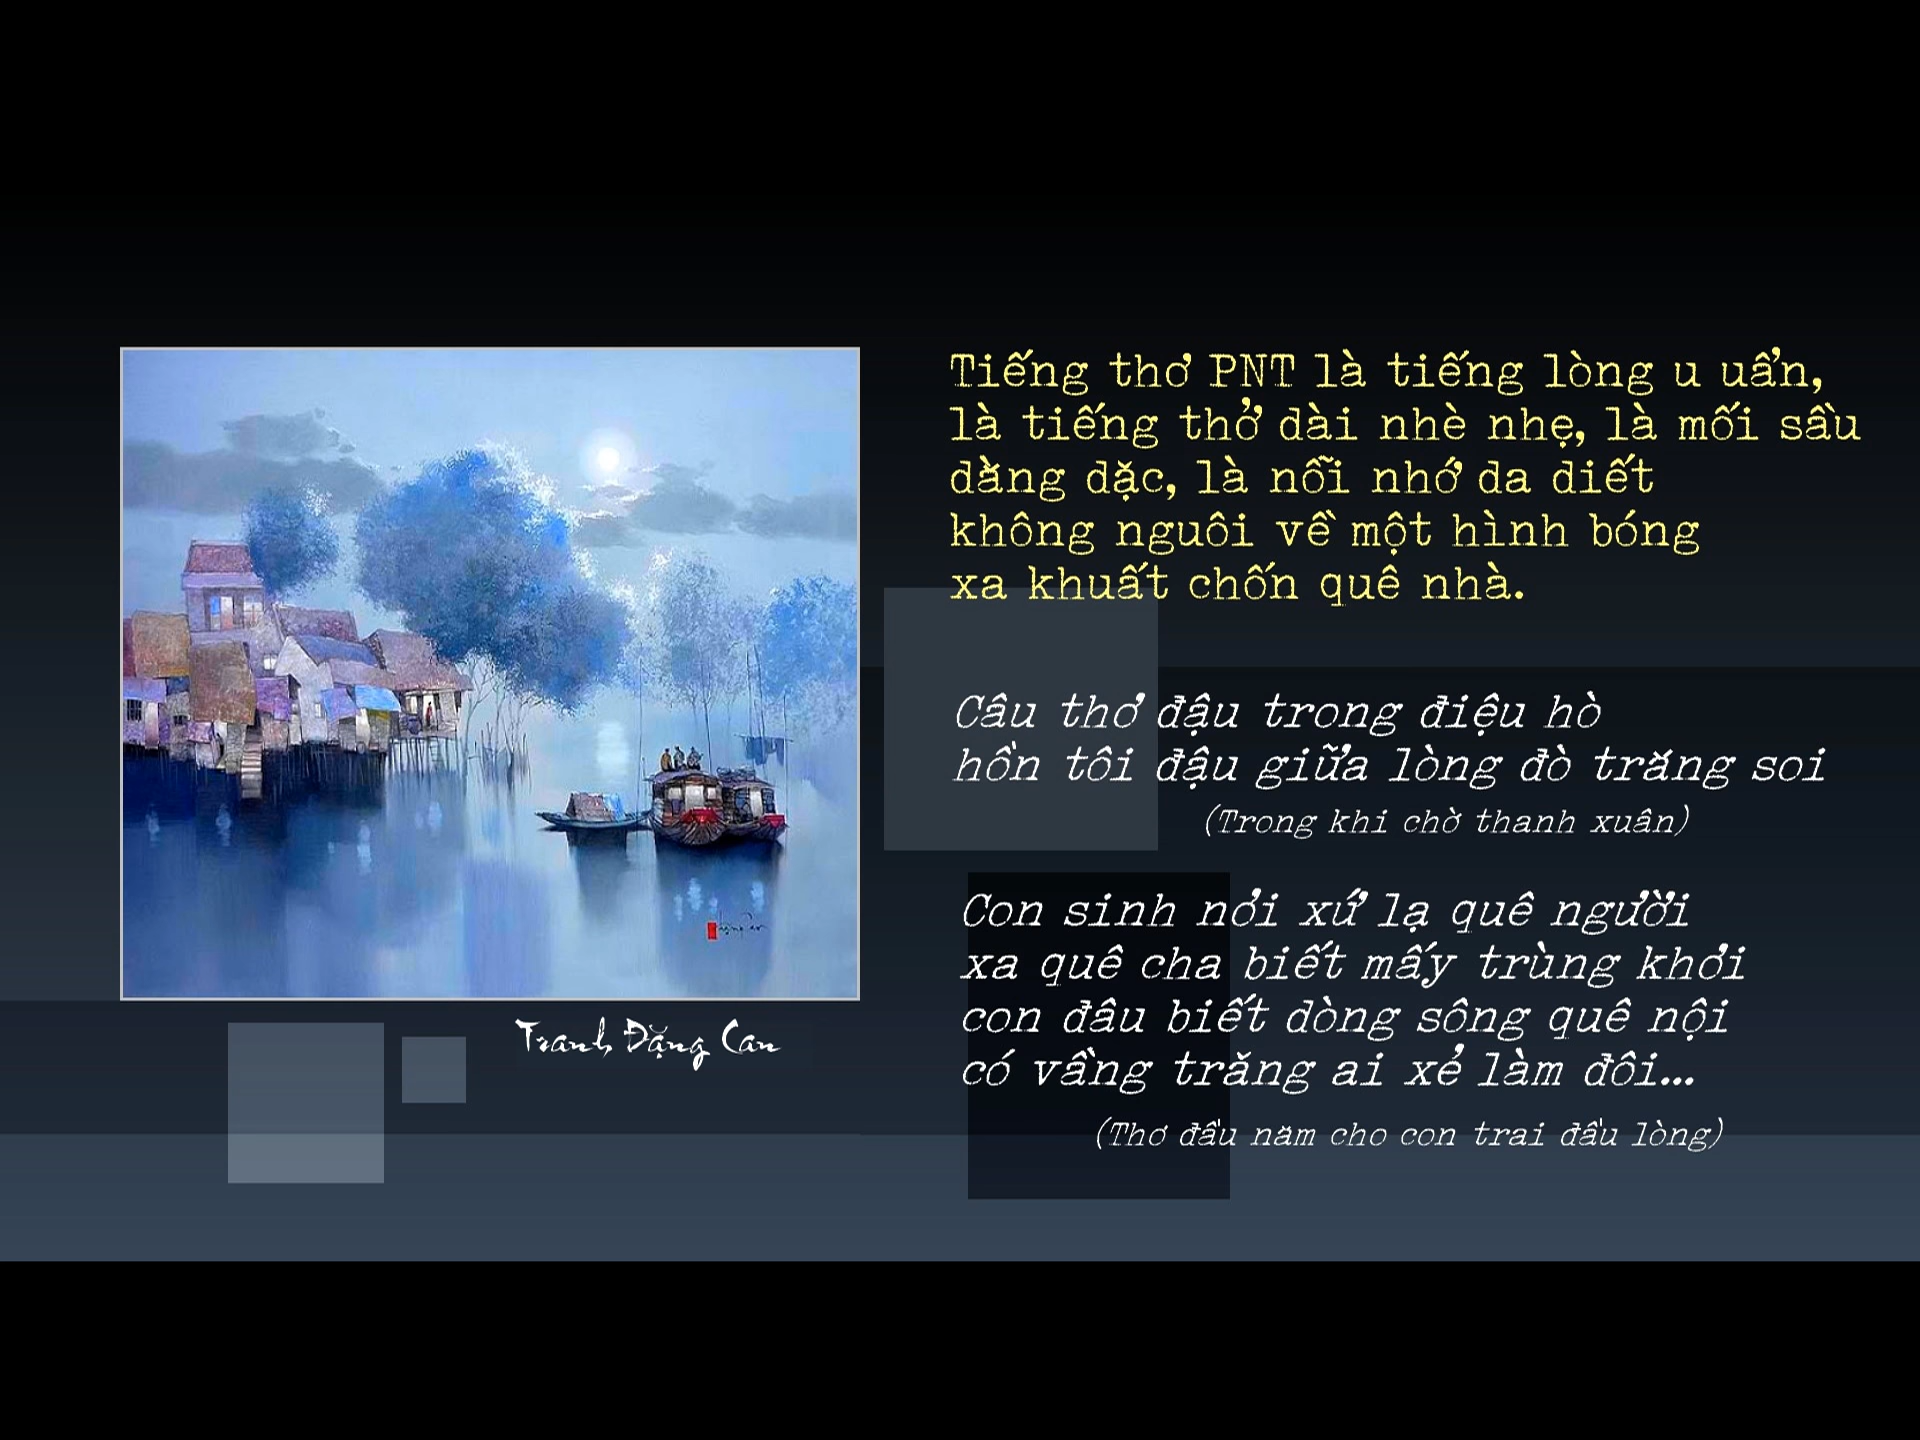 Tiếng thơ PNT là tiếng lòng u uẩn,
là tiếng thở dài nhè nhẹ, là mối sầu
dằng dặc, là nỗi nhớ da diết
không nguôi về một hình bóng
xa khuất chốn quê nhà.
Câu thơ đậu trong điệu hò
hồn tôi đậu giữa lòng đò trăng soi
(Trong khi chờ thanh xuân)
Con sinh nơi xứ lạ quê người
xa quê cha biết mấy trùng khơi
con đâu biết dòng sông quê nội
có vầng trăng ai xẻ làm đôi...
(Thơ đầu năm cho con trai đầu lòng)
Tranh Đặng Can